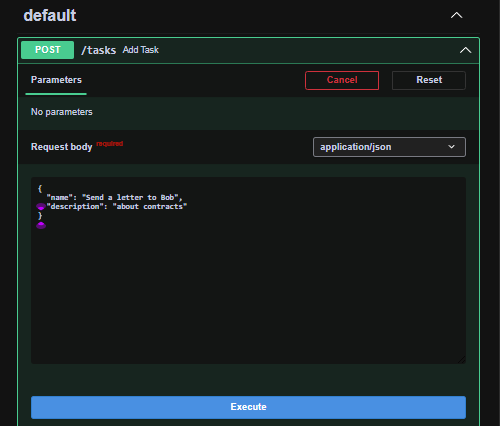 default
POST /tasks Add Task
Parameters Cancel Reset
No parameters
Request body required application/json
{
"name": "Send a letter to Bob",
"description": "about contracts"
}
Execute